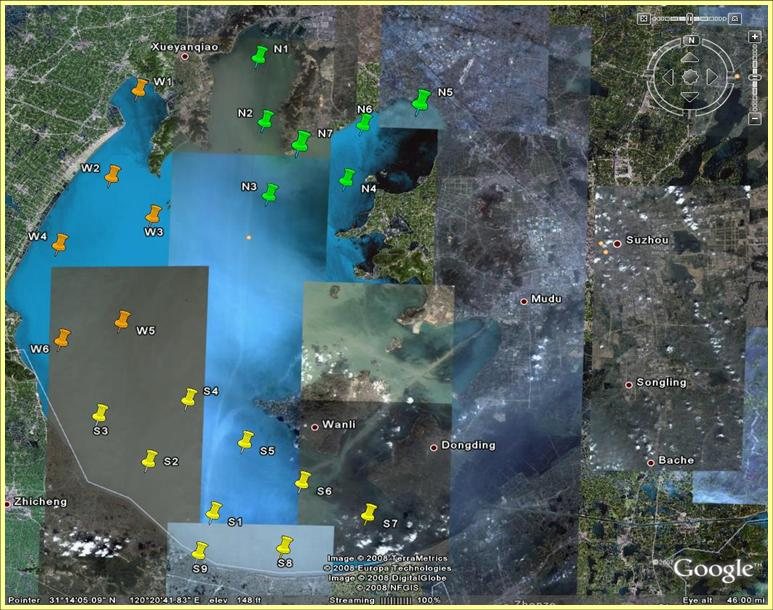 N
Xueyanqiao
N1
W1
N5
N6
N2
N7
W2
N3
N4
W3
W4
Suzhou
Mudu
W5
W6
S4
Songling
S3
Wanli
S5
Dongding
S2
Bache
S6
Zhicheng
S1
S7
S9
S8
Image © 2008 TerraMetrics
© 2008 Europa Technologies
Image © 2008 DigitalGlobe
© 2008 NFGIS
Google™
Pointer 31°14'05.09" N 120°20'41.83" E elev 148 ft Streaming 100% Eye alt 46.00 mi